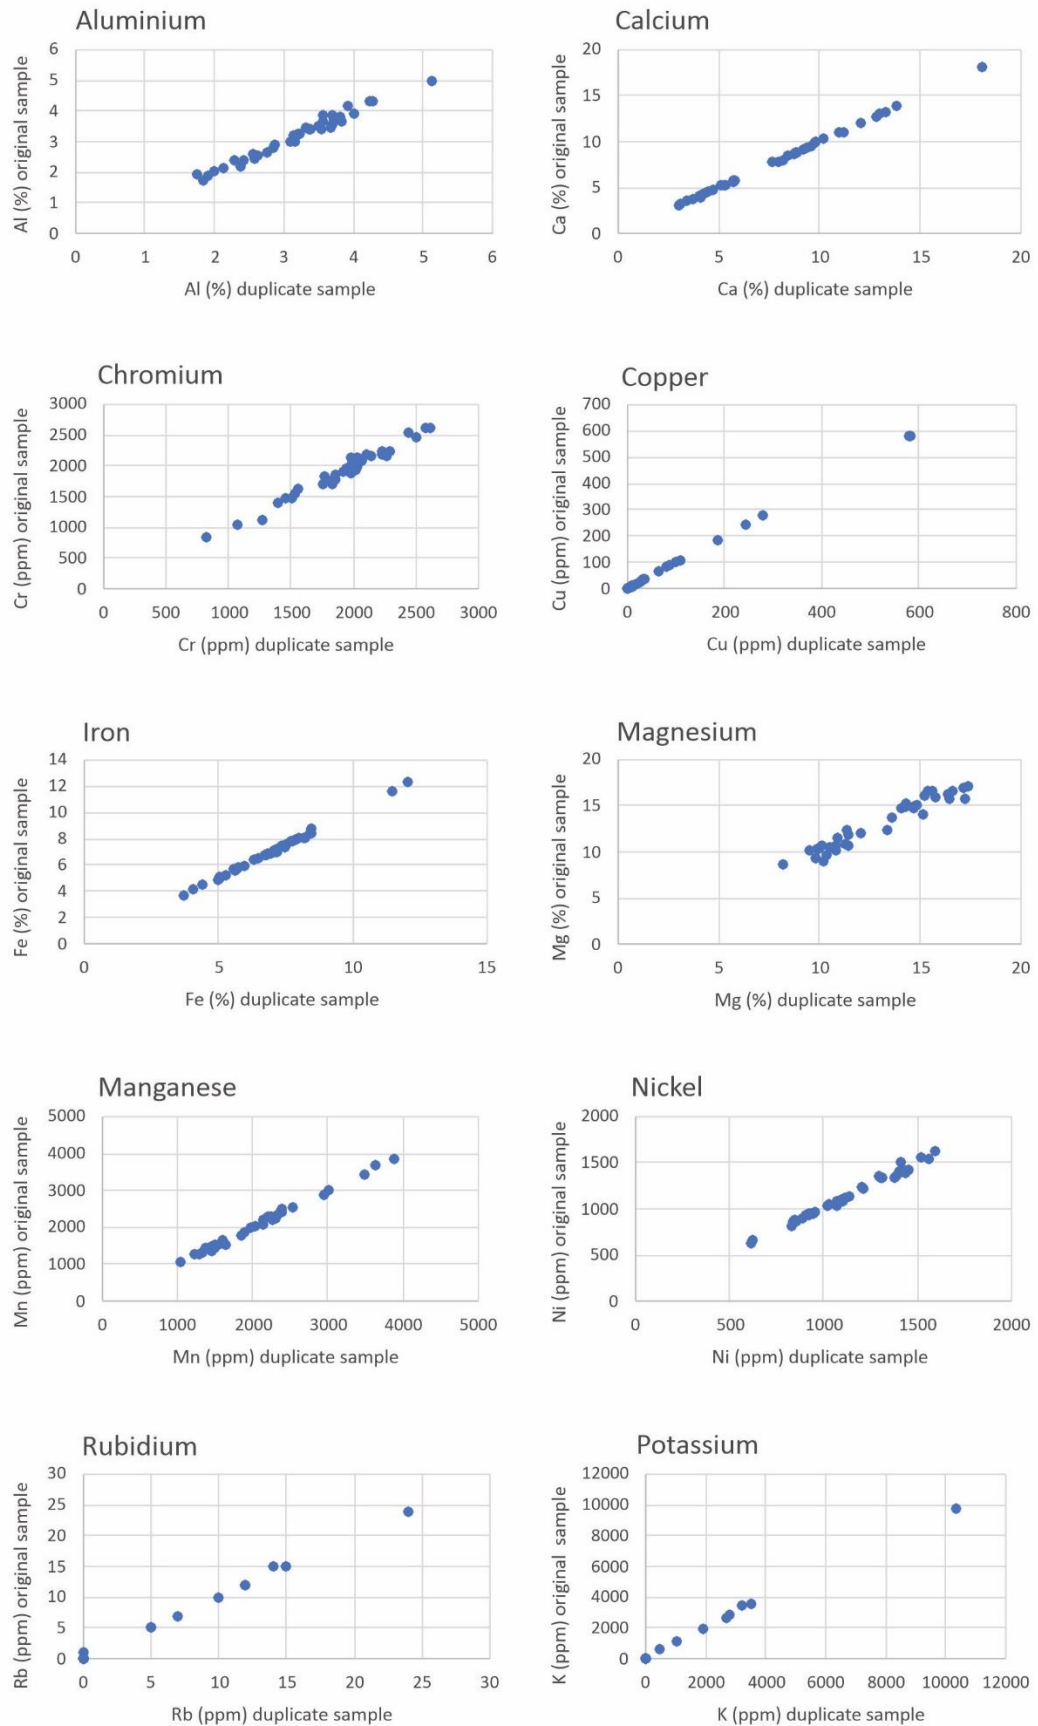 Aluminium
6
5
4
3
2
1
0
0 1 2 3 4 5 6
Al (%) original sample
Al (%) duplicate sample
Calcium
20
15
10
5
0
0 5 10 15 20
Ca (%) original sample
Ca (%) duplicate sample
Chromium
3000
2500
2000
1500
1000
500
0
0 500 1000 1500 2000 2500 3000
Cr (ppm) original sample
Cr (ppm) duplicate sample
Copper
700
600
500
400
300
200
100
0
0 200 400 600 800
Cu (ppm) original sample
Cu (ppm) duplicate sample
Iron
14
12
10
8
6
4
2
0
0 5 10 15
Fe (%) original sample
Fe (%) duplicate sample
Magnesium
20
15
10
5
0
0 5 10 15 20
Mg (%) original sample
Mg (%) duplicate sample
Manganese
5000
4000
3000
2000
1000
0
0 1000 2000 3000 4000 5000
Mn (ppm) original sample
Mn (ppm) duplicate sample
Nickel
2000
1500
1000
500
0
0 500 1000 1500 2000
Ni (ppm) original sample
Ni (ppm) duplicate sample
Rubidium
30
25
20
15
10
5
0
0 5 10 15 20 25 30
Rb (ppm) original sample
Rb (ppm) duplicate sample
Potassium
12000
10000
8000
6000
4000
2000
0
0 2000 4000 6000 8000 10000 12000
K (ppm) original sample
K (ppm) duplicate sample